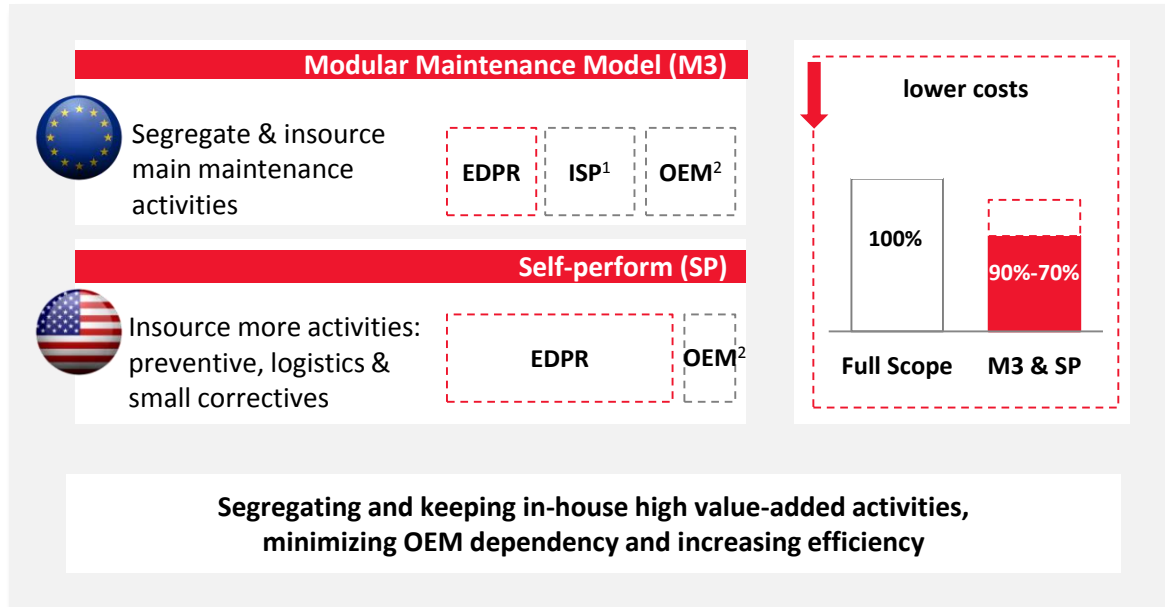 Modular Maintenance Model (M3)
Segregate & insource
main maintenance
activities
EDPR
ISP¹
OEM²
Self-perform (SP)
Insource more activities:
preventive, logistics &
small correctives
EDPR
OEM²
lower costs
100%
90%-70%
Full Scope
M3 & SP
Segregating and keeping in-house high value-added activities,
minimizing OEM dependency and increasing efficiency